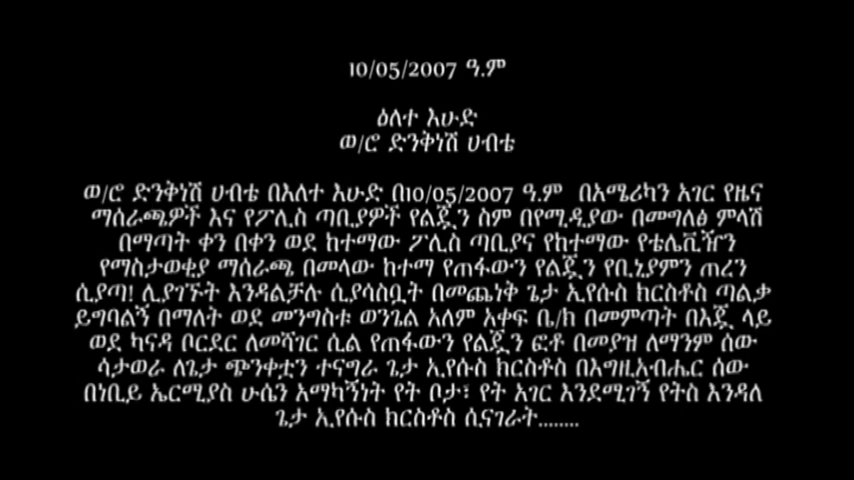 10/05/2007 ዓ.ም
ዕለተ እሁድ
ወ/ሮ ድንቅነሽ ሀብቴ
ወ/ሮ ድንቅነሽ ሀብቴ በእለተ እሁድ በ10/05/2007 ዓ.ም በአሜሪካን አገር የዜና
ማሰራጫዎች እና የፖሊስ ጣቢያዎች የልጇን ስም በየሚዲያው በመግለፅ ምላሽ
በማጣት ቀን በቀን ወደ ከተማው ፖሊስ ጣቢያና የከተማው የቴሌቪዥን
የማስታወቂያ ማሰራጫ በመላው ከተማ የጠፋውን የልጇን የቢኒያምን ጠረን
ሲያጣ! ሊያገኙት እንዳልቻሉ ሲያሳስቧት በመጨነቅ ጌታ ኢየሱስ ክርስቶስ ጣልቃ
ይግባልኝ በማለት ወደ መንግስቱ ወንጌል አለም አቀፍ ቤ/ክ በመምጣት በእጇ ላይ
ወደ ካናዳ ቦርደር ለመሻገር ሲል የጠፋውን የልጇን ፎቶ በመያዝ ለማንም ሰው
ሳታወራ ለጌታ ጭንቀቷን ተናግራ ጌታ ኢየሱስ ክርስቶስ በእግዚአብሔር ሰው
በነቢይ ኤርሚያስ ሁሴን አማካኝነት የት ቦታ፣ የት አገር እንደሚገኝ የትስ እንዳለ
ጌታ ኢየሱስ ክርስቶስ ሲናገራት........